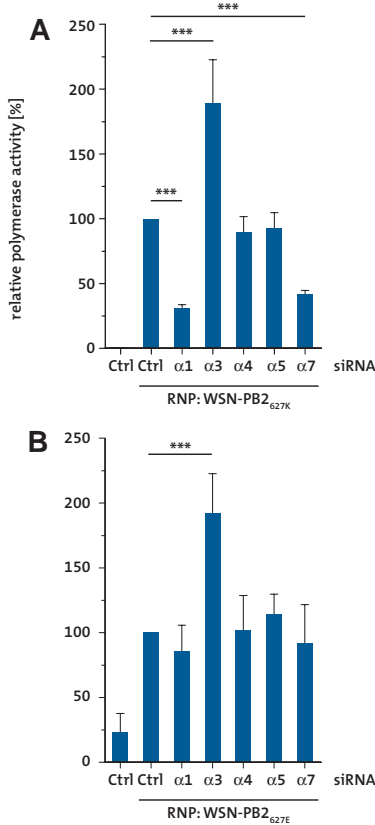 A
relative polymerase activity [%]
250
200
150
100
50
0
***
***
***
Ctrl Ctrl α1 α3 α4 α5 α7 siRNA
RNP: WSN-PB2627K
B
250
200
150
100
50
0
***
Ctrl Ctrl α1 α3 α4 α5 α7 siRNA
RNP: WSN-PB2627E